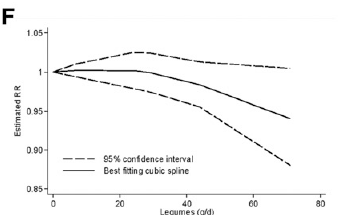 F
1.05
1
0.95
0.90
0.85
Estimated RR
95% confidence interval
Best fitting cubic spline
0 20 40 60 80
Legumes (g/d)